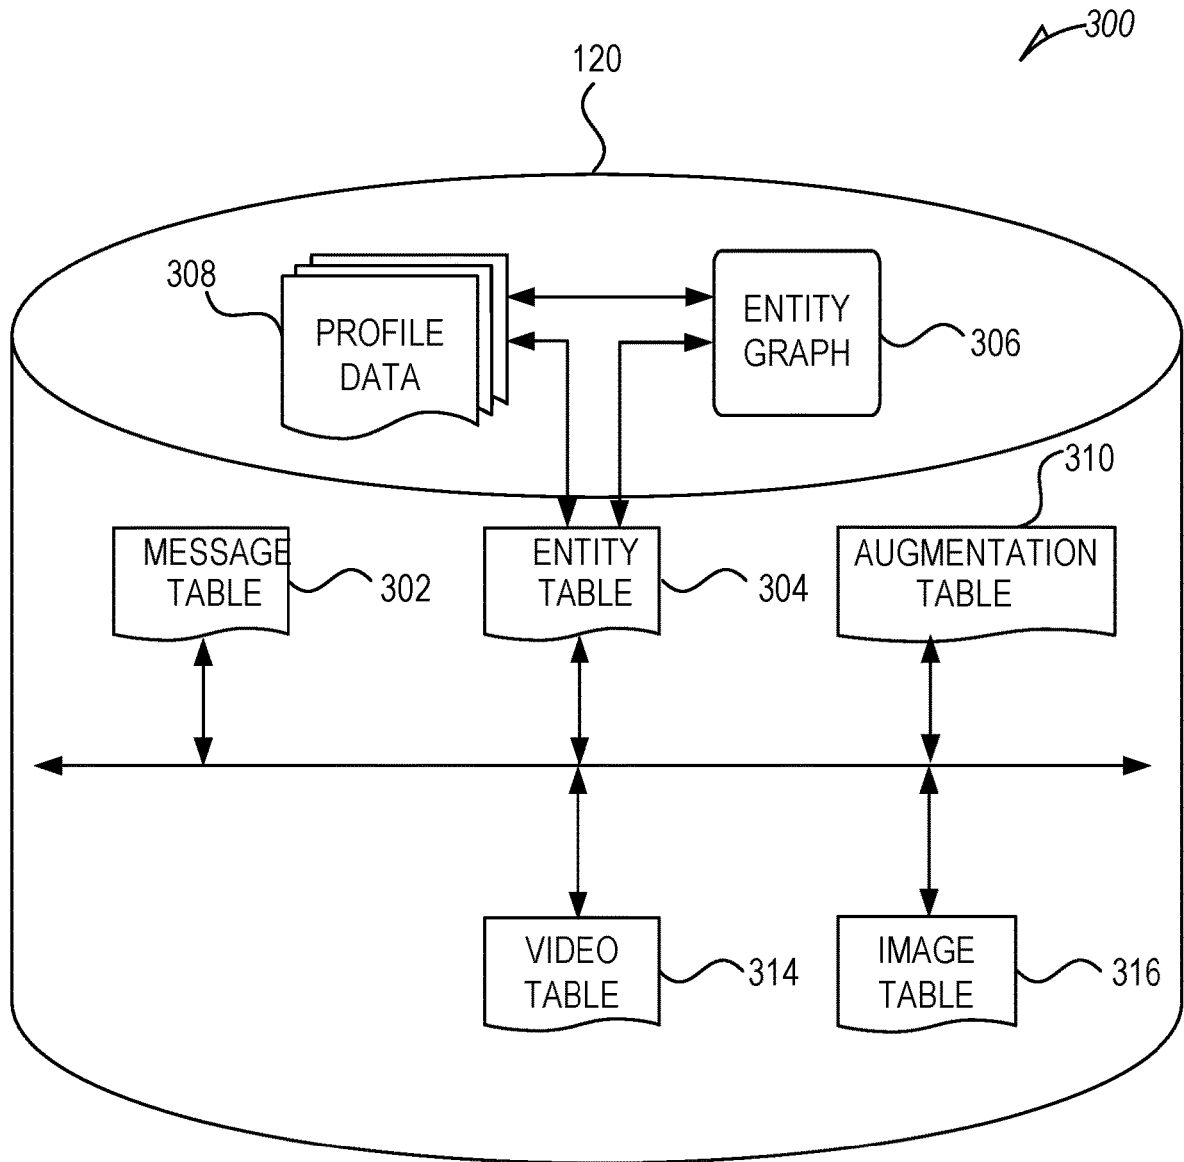 300
120
308
PROFILE
DATA
ENTITY
GRAPH
306
310
MESSAGE
TABLE
302
ENTITY
TABLE
304
AUGMENTATION
TABLE
VIDEO
TABLE
314
IMAGE
TABLE
316